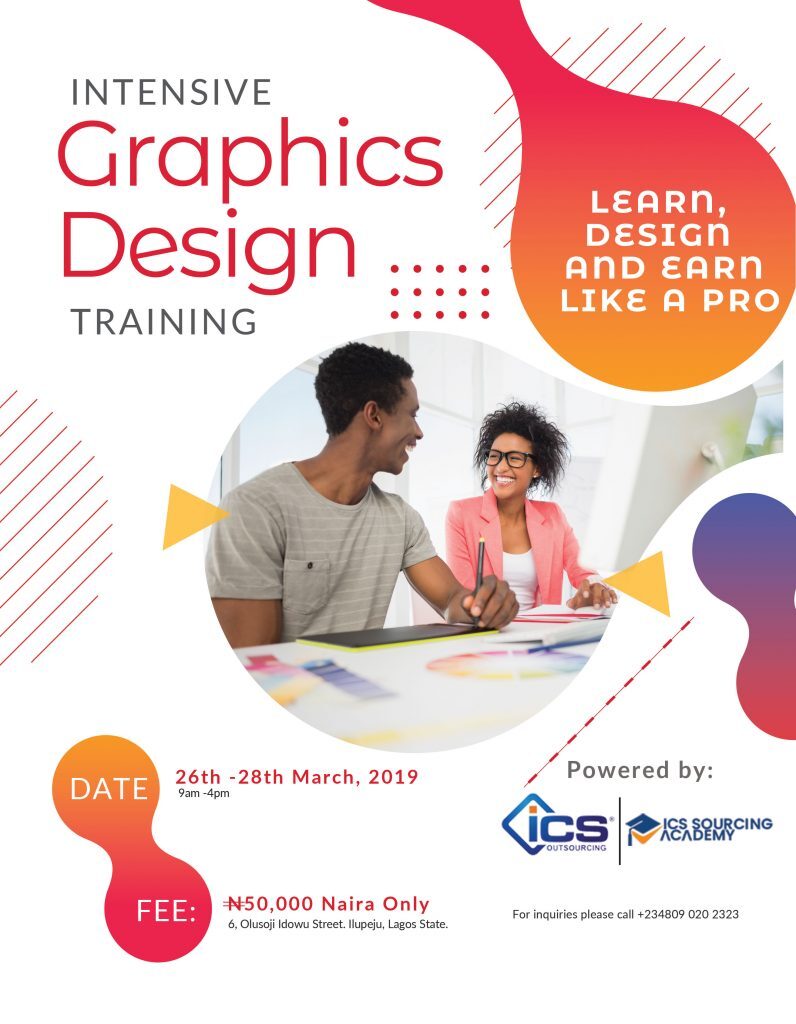 INTENSIVE
Graphics
Design
TRAINING
LEARN,
DESIGN
AND EARN
LIKE A PRO
DATE
26th -28th March, 2019
9am -4pm
FEE:
₦50,000 Naira Only
6, Olusoji Idowu Street. Ilupeju, Lagos State.
Powered by:
iCS®
OUTSOURCING
ICS SOURCING
ACADEMY
For inquiries please call +234809 020 2323